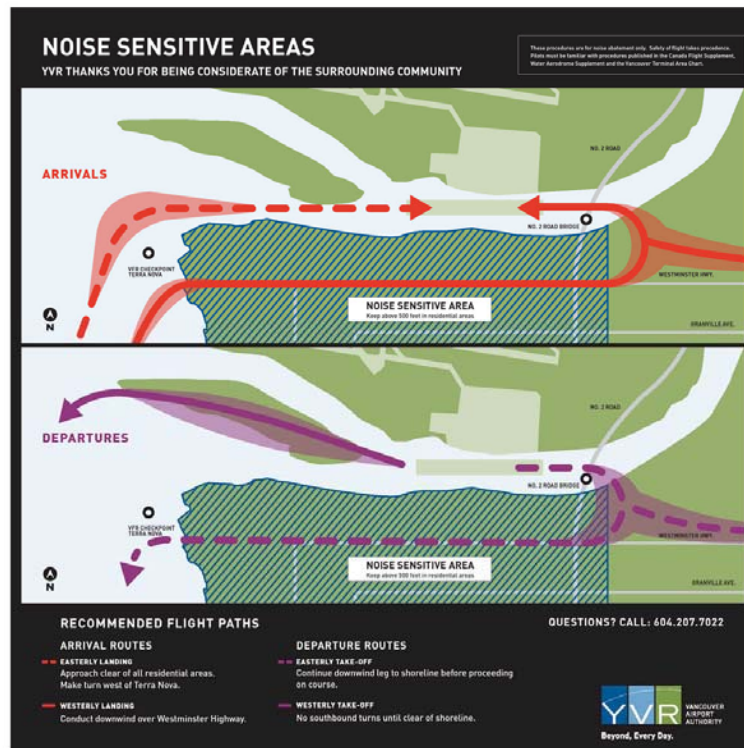 NOISE SENSITIVE AREAS
YVR THANKS YOU FOR BEING CONSIDERATE OF THE SURROUNDING COMMUNITY
These procedures are for noise abatement only. Safety of flight takes precedence.
Pilots must be familiar with procedures published in the Canada Flight Supplement,
Water Aerodrome Supplement and the Vancouver Terminal Area Chart.
NO. 2 ROAD
ARRIVALS
NO. 2 ROAD BRIDGE
VFR CHECKPOINT
TERRA NOVA
WESTMINSTER HWY.
NOISE SENSITIVE AREA
Keep above 500 feet in residential areas
N
GRANVILLE AVE.
NO. 2 ROAD
DEPARTURES
NO. 2 ROAD BRIDGE
VFR CHECKPOINT
TERRA NOVA
WESTMINSTER HWY.
NOISE SENSITIVE AREA
Keep above 500 feet in residential areas
N
GRANVILLE AVE.
RECOMMENDED FLIGHT PATHS
QUESTIONS? CALL: 604.207.7022
ARRIVAL ROUTES
EASTERLY LANDING
Approach clear of all residential areas.
Make turn west of Terra Nova.
WESTERLY LANDING
Conduct downwind over Westminster Highway.
DEPARTURE ROUTES
EASTERLY TAKE-OFF
Continue downwind leg to shoreline before proceeding
on course.
WESTERLY TAKE-OFF
No southbound turns until clear of shoreline.
YVR
VANCOUVER
AIRPORT
AUTHORITY
Beyond, Every Day.